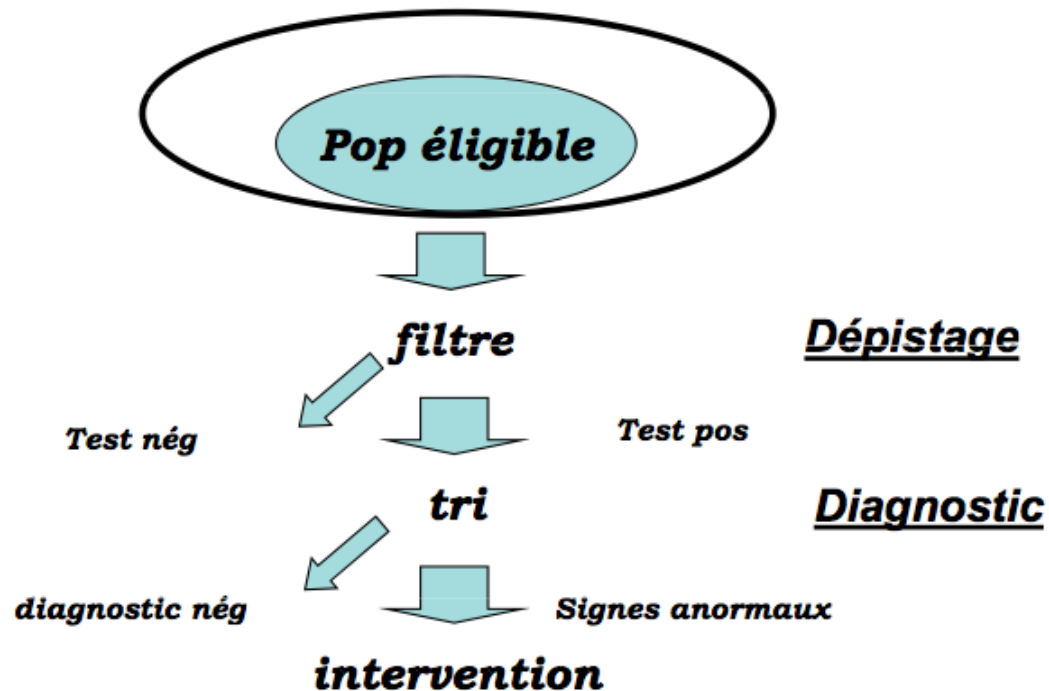 Pop éligible
filtre
Dépistage
Test nég
Test pos
tri
Diagnostic
diagnostic nég
Signes anormaux
intervention